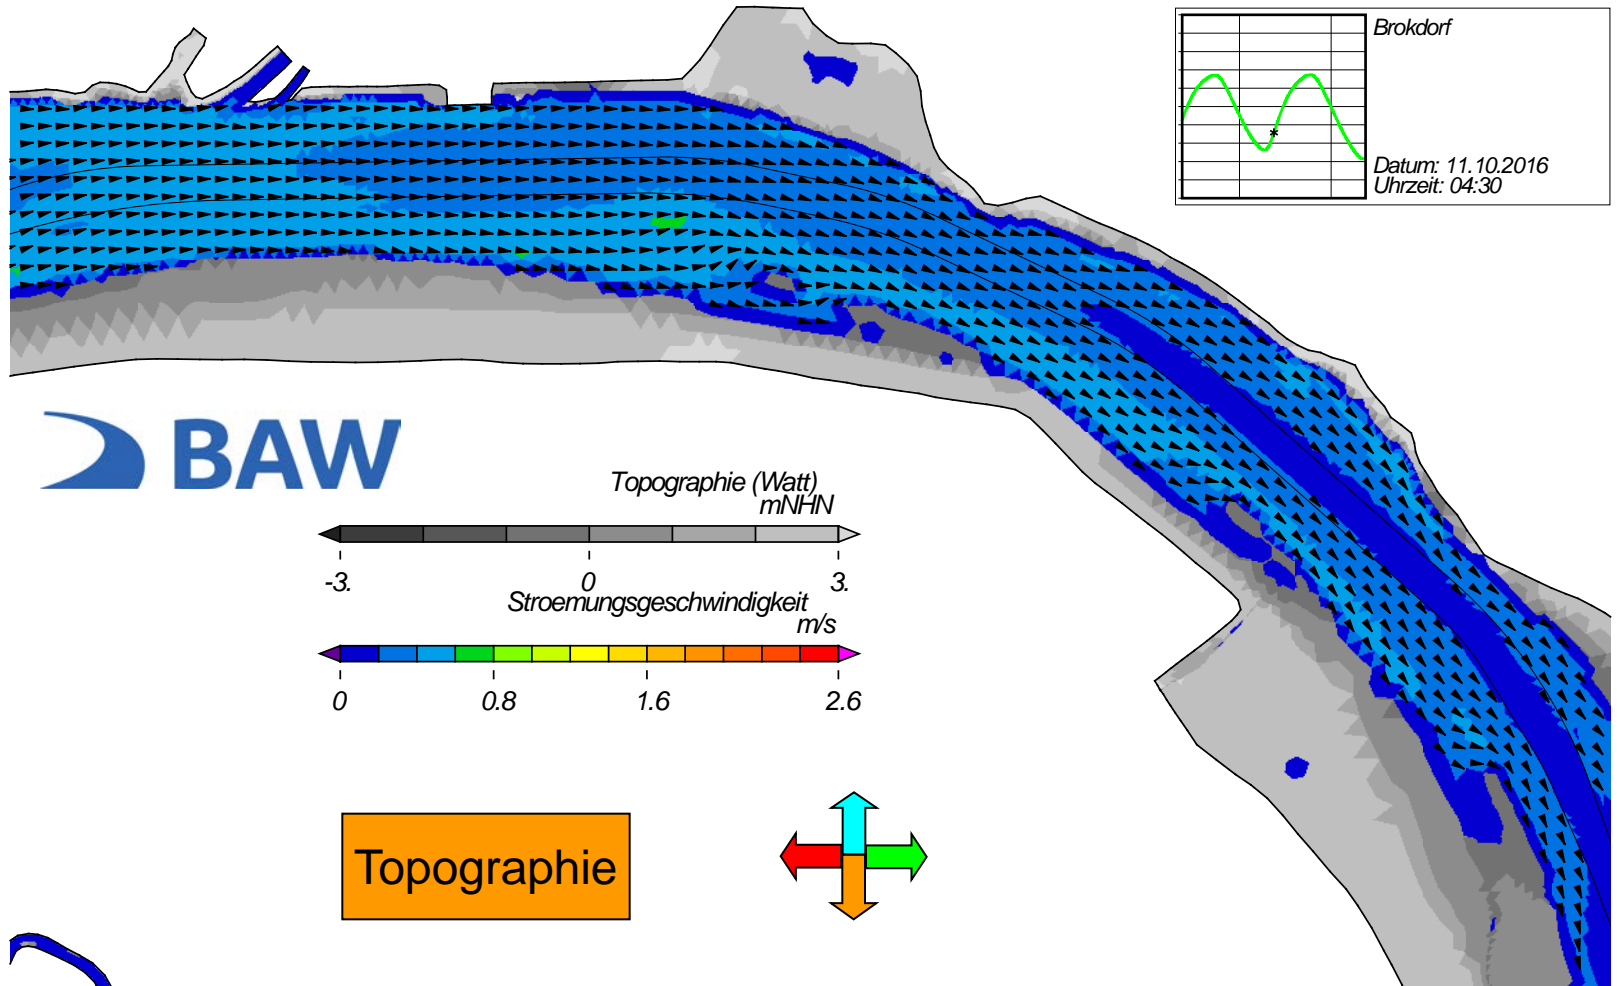 Brokdorf
Datum: 11.10.2016
Uhrzeit: 04:30
BAW
Topographie (Watt)
mNHN
-3. 0 3.
Stroemungsgeschwindigkeit
m/s
0 0.8 1.6 2.6
Topographie